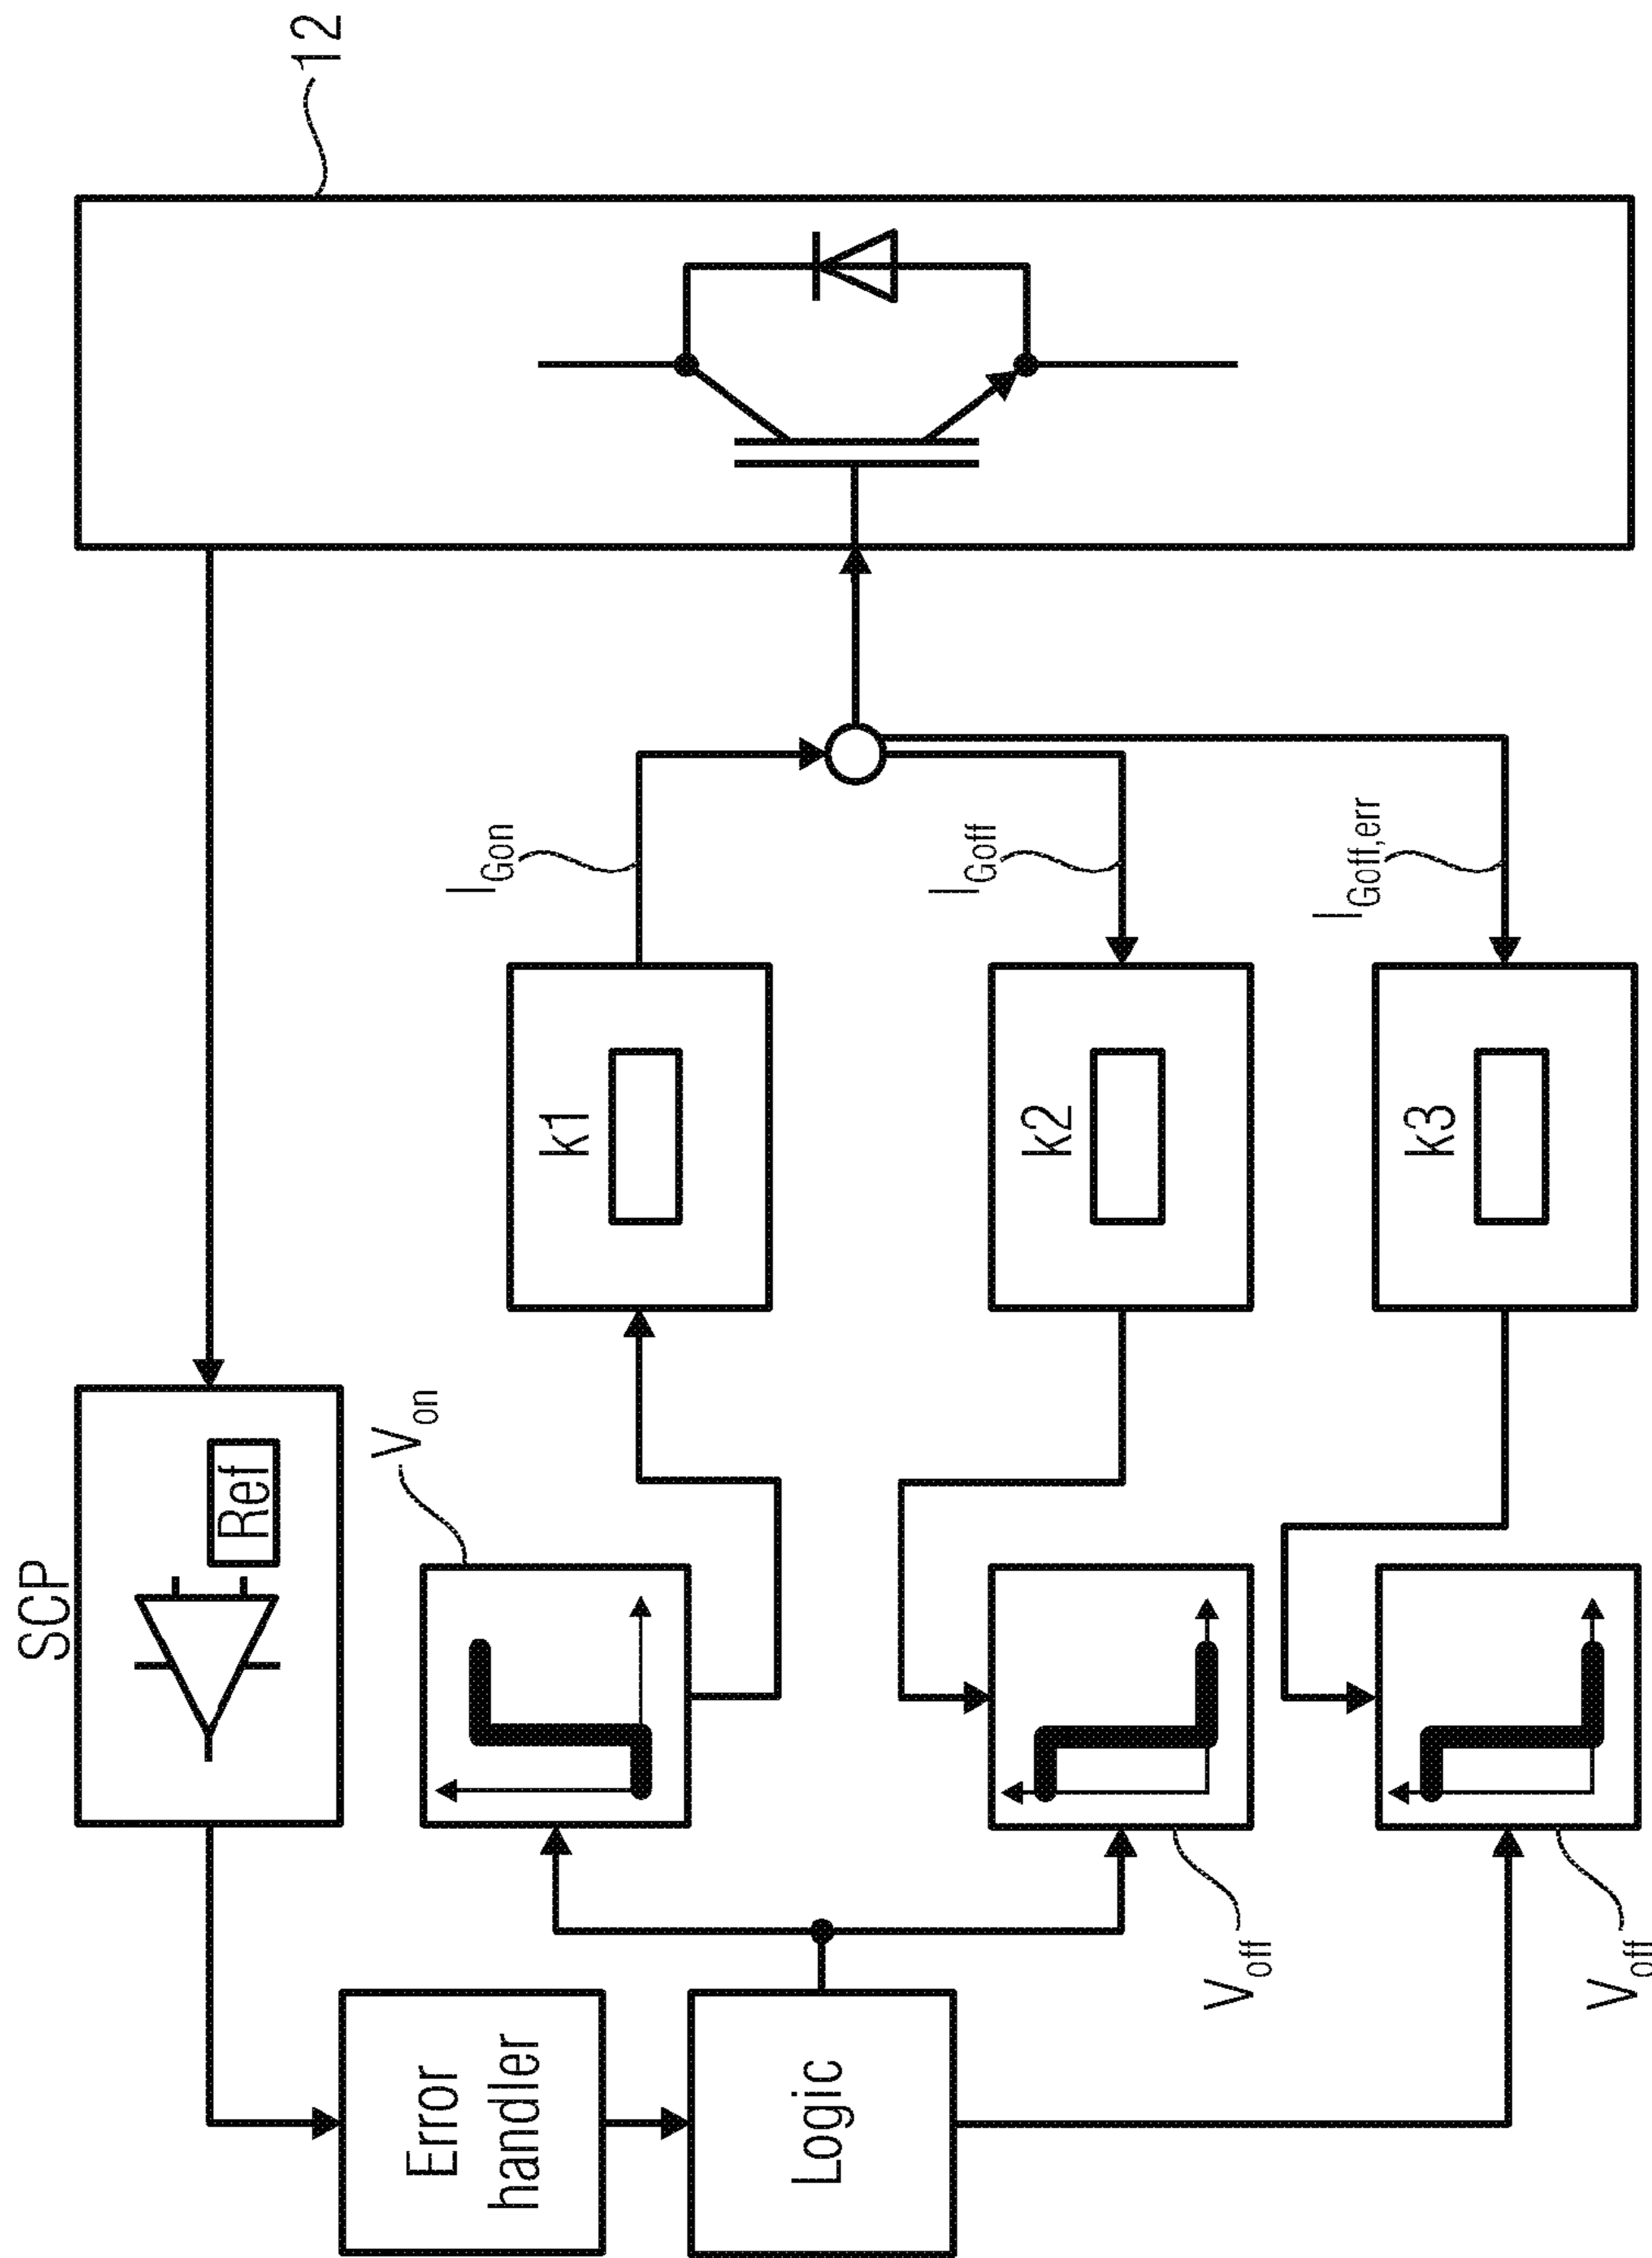 SCP
Ref
12
Error
handler
Logic
V_on
k1
I_Gon
V_off
k2
I_Goff
V_off
k3
I_Goff,err